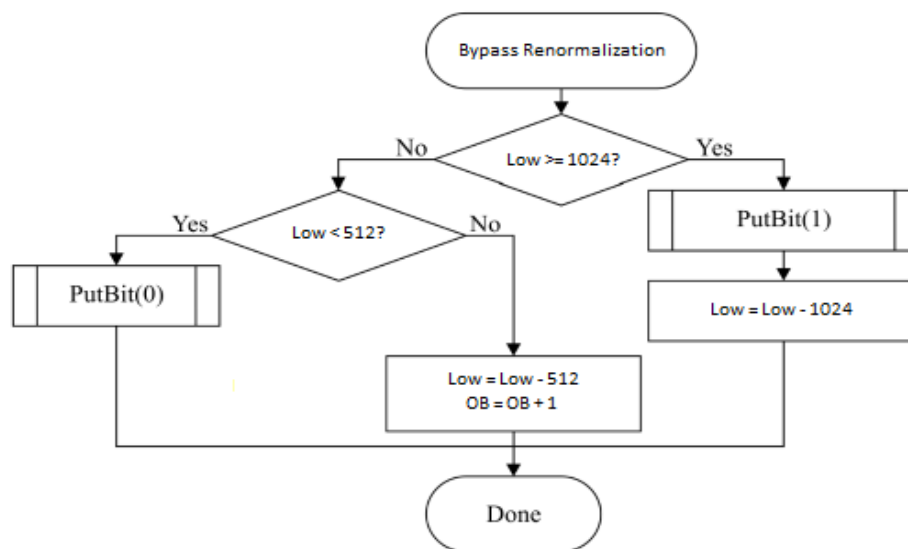 Bypass Renormalization
Low >= 1024?
No
Yes
Low < 512?
Yes
No
PutBit(1)
PutBit(0)
Low = Low - 1024
Low = Low - 512
OB = OB + 1
Done